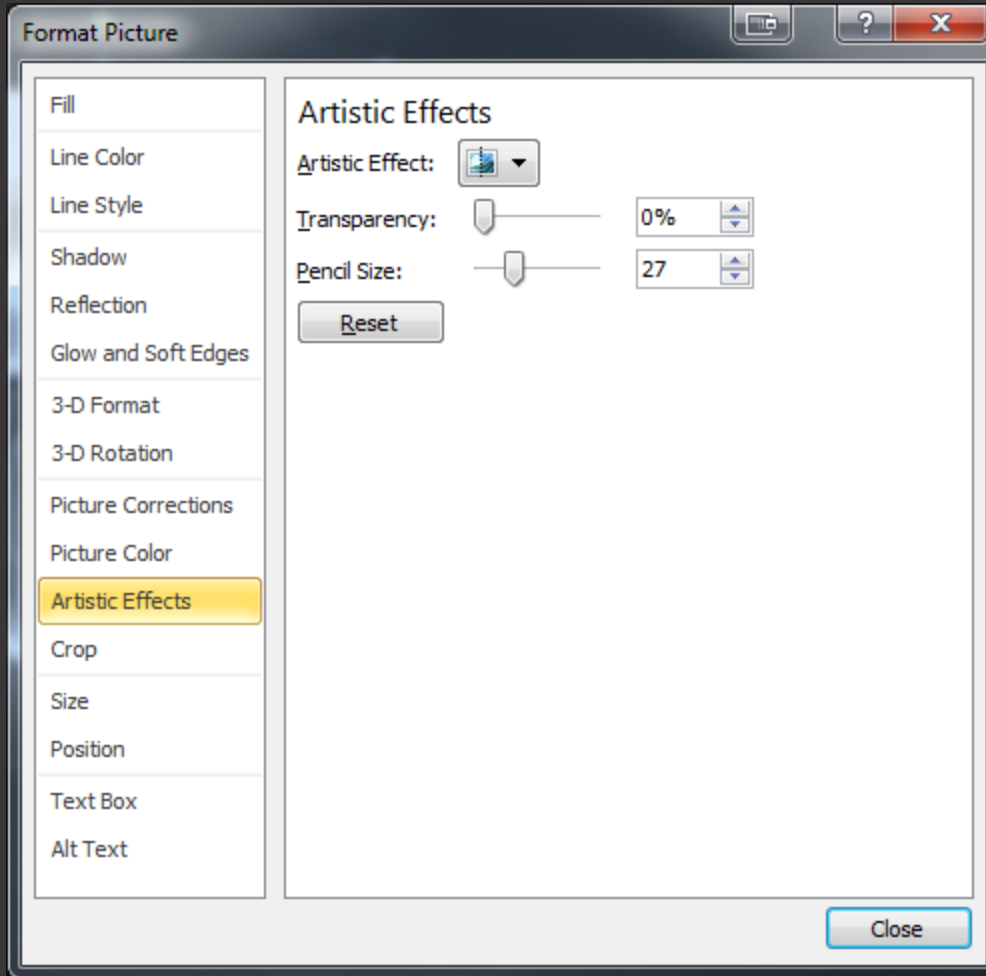 Format Picture
Fill
Line Color
Line Style
Shadow
Reflection
Glow and Soft Edges
3-D Format
3-D Rotation
Picture Corrections
Picture Color
Artistic Effects
Crop
Size
Position
Text Box
Alt Text
Artistic Effects
Artistic Effect:
Transparency: 0%
Pencil Size: 27
Reset
Close